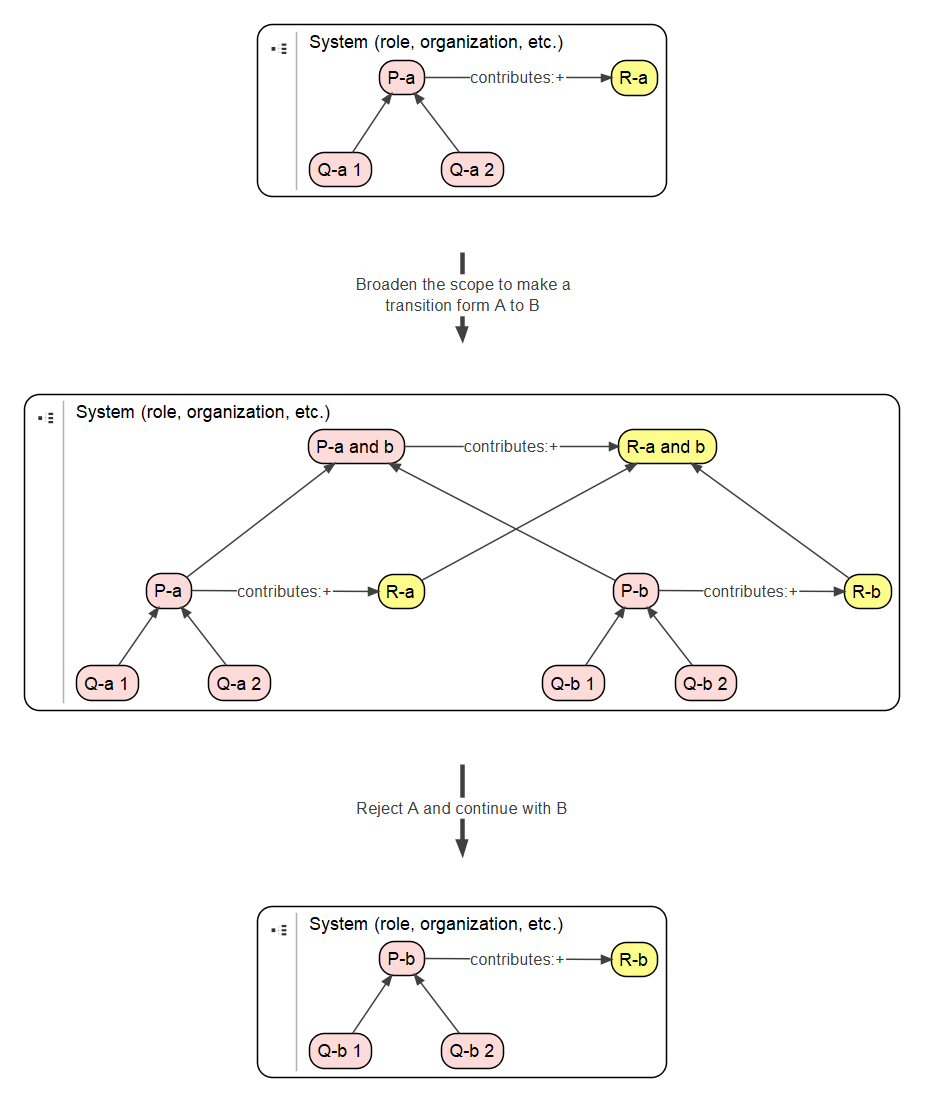 System (role, organization, etc.)
P-a
contributes:+
R-a
Q-a 1
Q-a 2
Broaden the scope to make a
transition form A to B
System (role, organization, etc.)
P-a and b
contributes:+
R-a and b
P-a
contributes:+
R-a
P-b
contributes:+
R-b
Q-a 1
Q-a 2
Q-b 1
Q-b 2
Reject A and continue with B
System (role, organization, etc.)
P-b
contributes:+
R-b
Q-b 1
Q-b 2